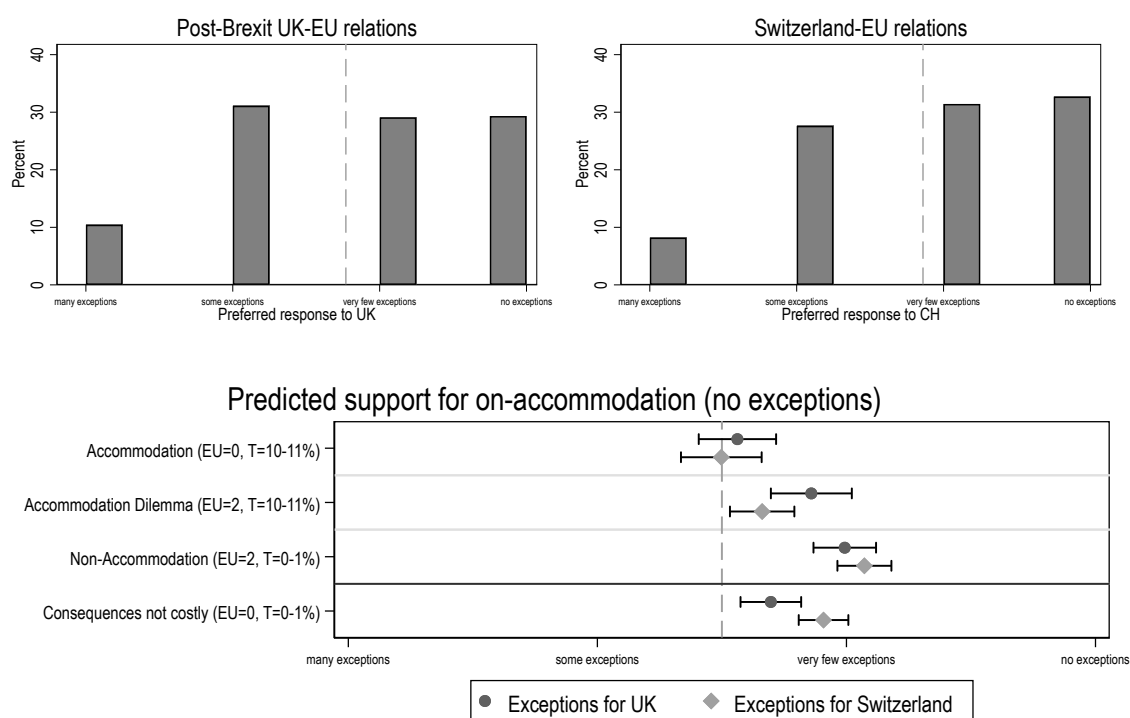 Post-Brexit UK-EU relations
Percent
40
30
20
10
0
many exceptions some exceptions very few exceptions no exceptions
Preferred response to UK
Switzerland-EU relations
Percent
40
30
20
10
0
many exceptions some exceptions very few exceptions no exceptions
Preferred response to CH
Predicted support for on-accommodation (no exceptions)
Accommodation (EU=0, T=10-11%)
Accommodation Dilemma (EU=2, T=10-11%)
Non-Accommodation (EU=2, T=0-1%)
Consequences not costly (EU=0, T=0-1%)
many exceptions some exceptions very few exceptions no exceptions
Exceptions for UK Exceptions for Switzerland